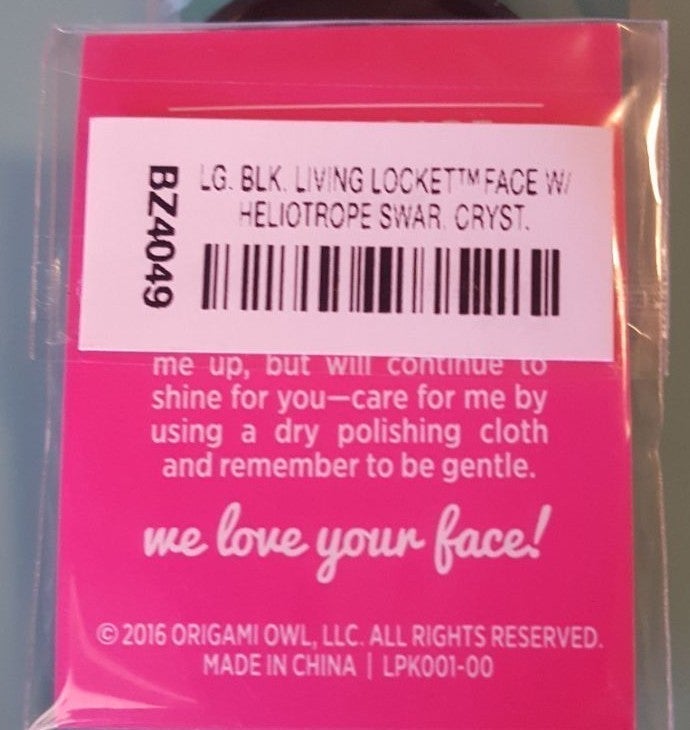 BZ4049
LG. BLK. LIVING LOCKET™ FACE W/
HELIOTROPE SWAR. CRYST.
me up, but will continue to
shine for you—care for me by
using a dry polishing cloth
and remember to be gentle.
we love your face!
© 2016 ORIGAMI OWL, LLC. ALL RIGHTS RESERVED.
MADE IN CHINA | LPK001-00